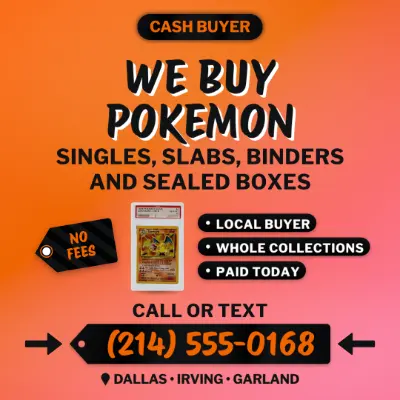 CASH BUYER
WE BUY
POKEMON
SINGLES, SLABS, BINDERS
AND SEALED BOXES
NO
FEES
• LOCAL BUYER
• WHOLE COLLECTIONS
• PAID TODAY
CALL OR TEXT
(214) 555-0168
DALLAS • IRVING • GARLAND